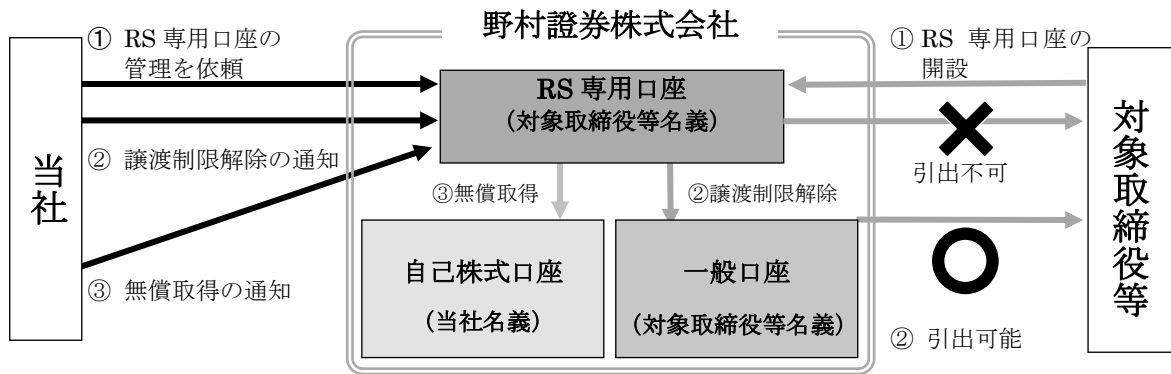 野村證券株式会社
① RS 専用口座の
管理を依頼
② 譲渡制限解除の通知
③ 無償取得の通知
当社
RS 専用口座
(対象取締役等名義)
③無償取得
②譲渡制限解除
自己株式口座
(当社名義)
一般口座
(対象取締役等名義)
① RS 専用口座の
開設
引出不可
② 引出可能
対象取締役等